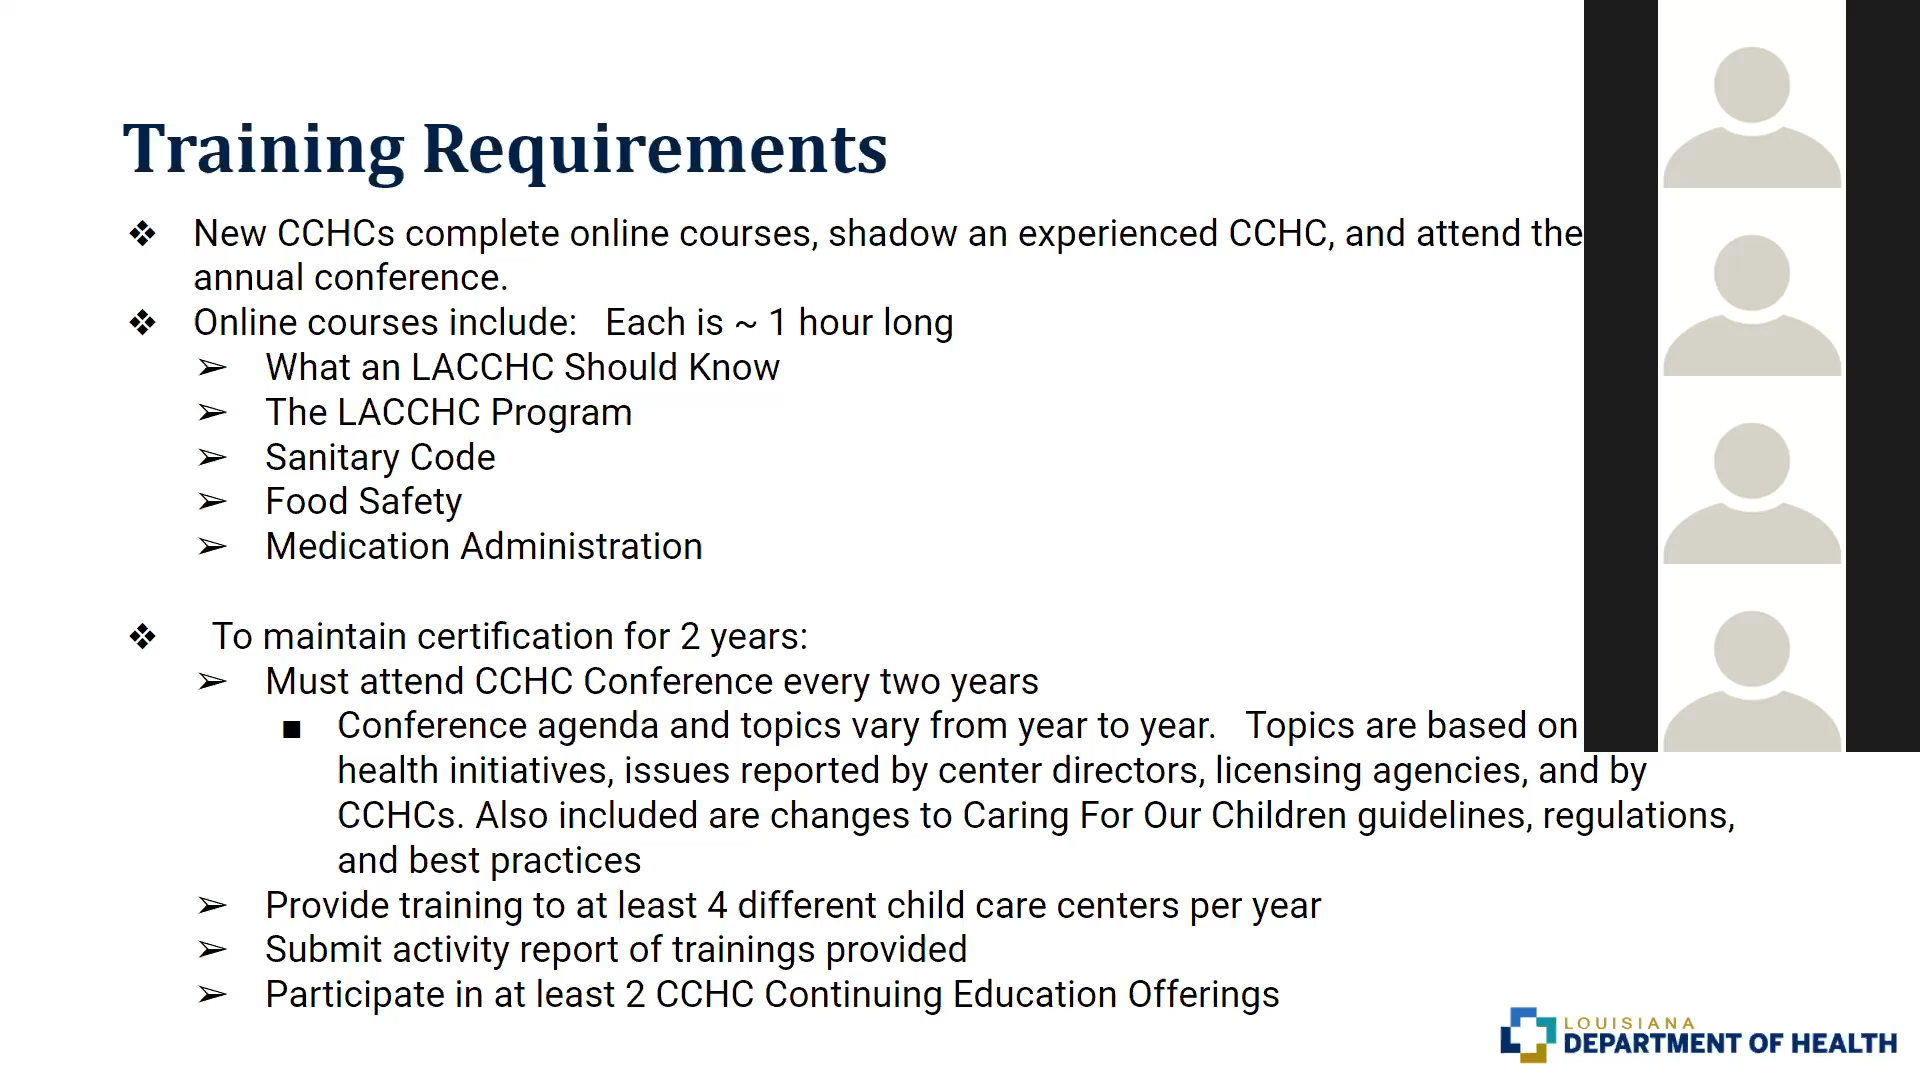 Training Requirements
❖ New CCHCs complete online courses, shadow an experienced CCHC, and attend the
annual conference.
❖ Online courses include: Each is ~ 1 hour long
➢ What an LACCHC Should Know
➢ The LACCHC Program
➢ Sanitary Code
➢ Food Safety
➢ Medication Administration
❖ To maintain certification for 2 years:
➢ Must attend CCHC Conference every two years
■ Conference agenda and topics vary from year to year. Topics are based on
health initiatives, issues reported by center directors, licensing agencies, and by
CCHCs. Also included are changes to Caring For Our Children guidelines, regulations,
and best practices
➢ Provide training to at least 4 different child care centers per year
➢ Submit activity report of trainings provided
➢ Participate in at least 2 CCHC Continuing Education Offerings
LOUISIANA
DEPARTMENT OF HEALTH